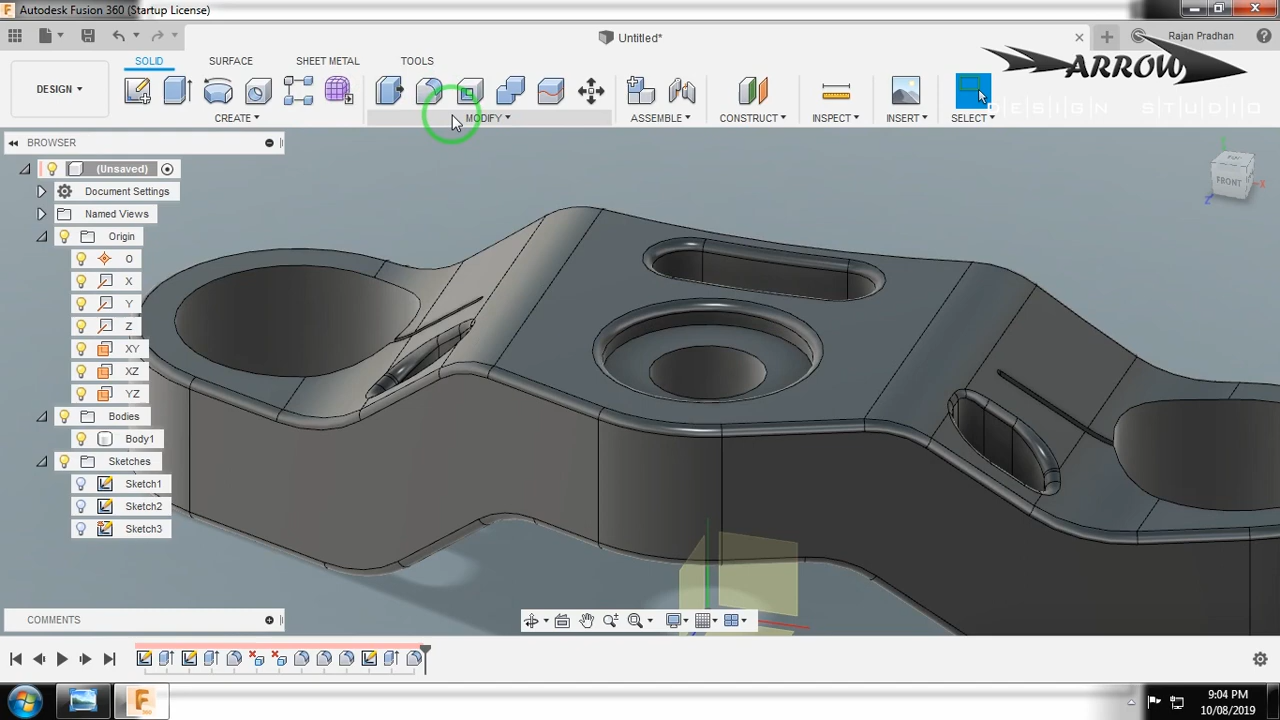 Autodesk Fusion 360 (Startup License)
Untitled*
Rajan Pradhan
ARROW
DESIGN STUDIO
SOLID
SURFACE
SHEET METAL
TOOLS
DESIGN
CREATE
MODIFY
ASSEMBLE
CONSTRUCT
INSPECT
INSERT
SELECT
BROWSER
(Unsaved)
Document Settings
Named Views
Origin
O
X
Y
Z
XY
XZ
YZ
Bodies
Body1
Sketches
Sketch1
Sketch2
Sketch3
FRONT
X
Z
COMMENTS
9:04 PM
10/08/2019